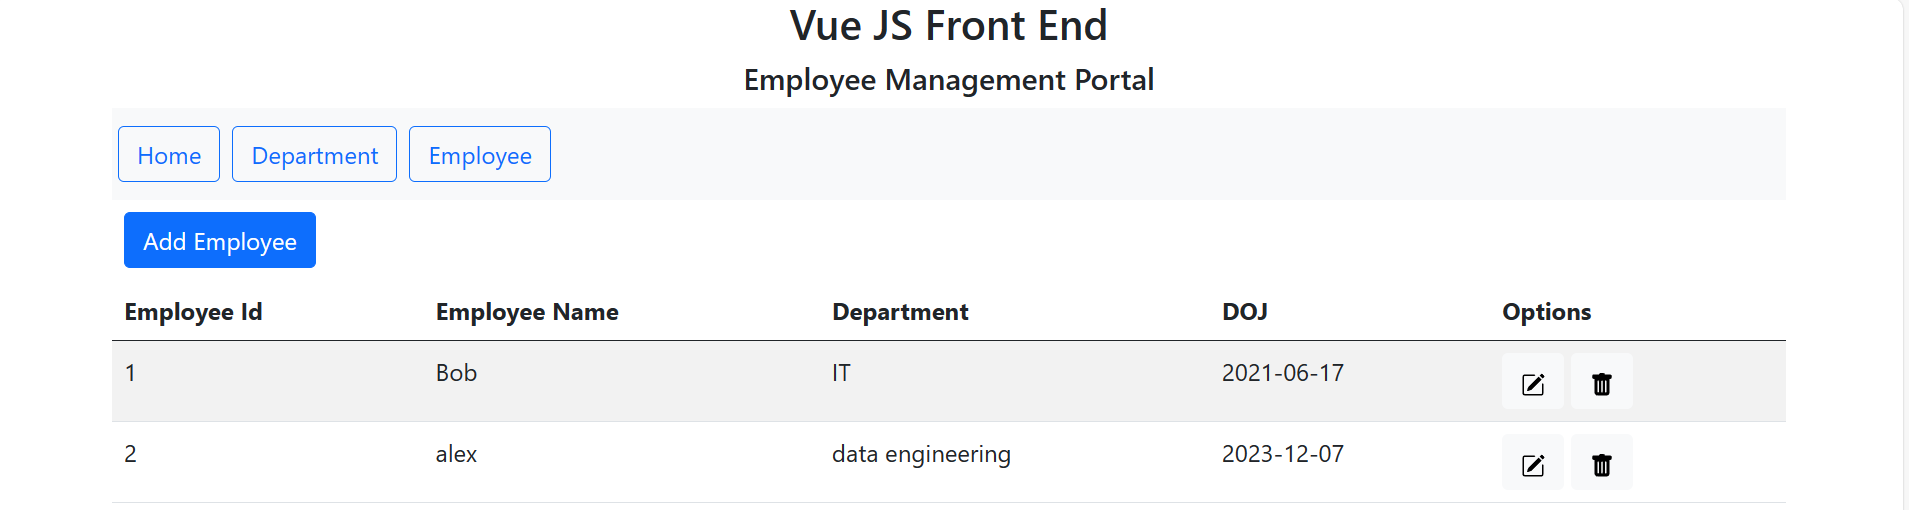 Vue JS Front End
Employee Management Portal
Home Department Employee
Add Employee
Employee Id Employee Name Department DOJ Options
1 Bob IT 2021-06-17
2 alex data engineering 2023-12-07